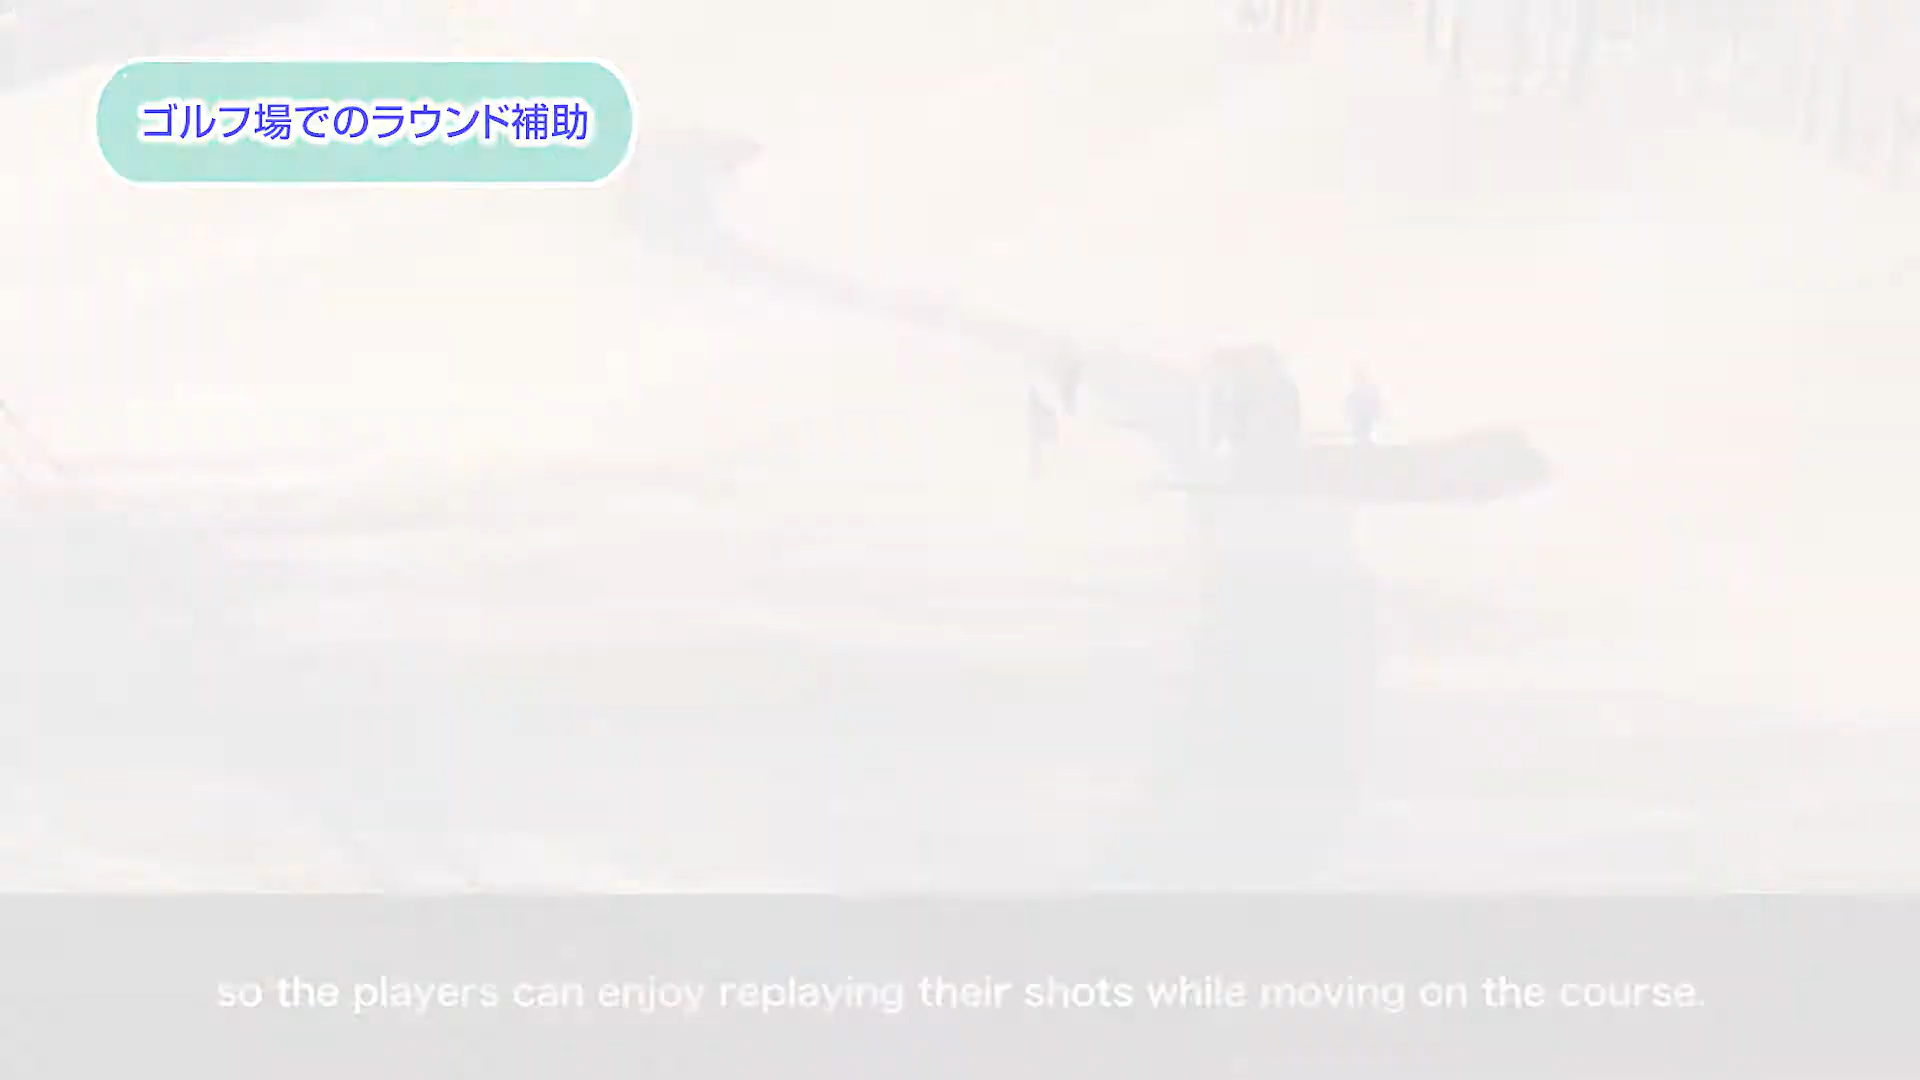 ゴルフ場でのラウンド補助
so the players can enjoy replaying their shots while moving on the course.